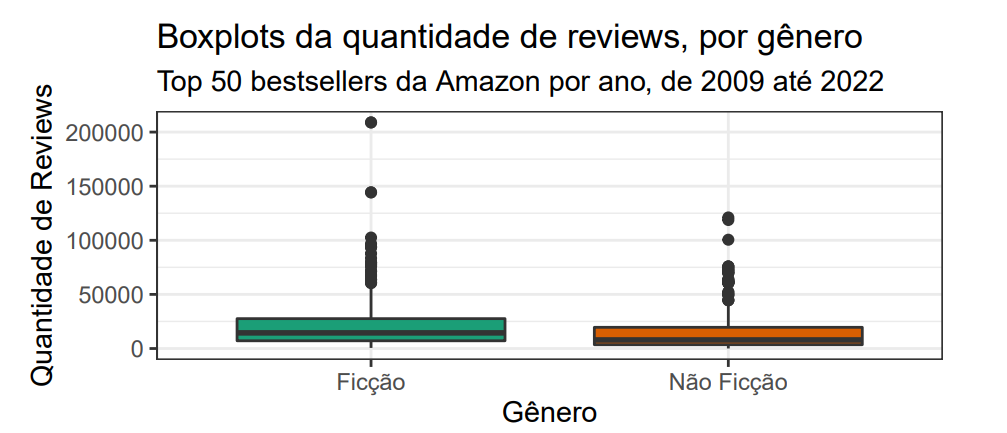 Boxplots da quantidade de reviews, por gênero
Top 50 bestsellers da Amazon por ano, de 2009 até 2022
Quantidade de Reviews
200000
150000
100000
50000
0
Ficção
Não Ficção
Gênero